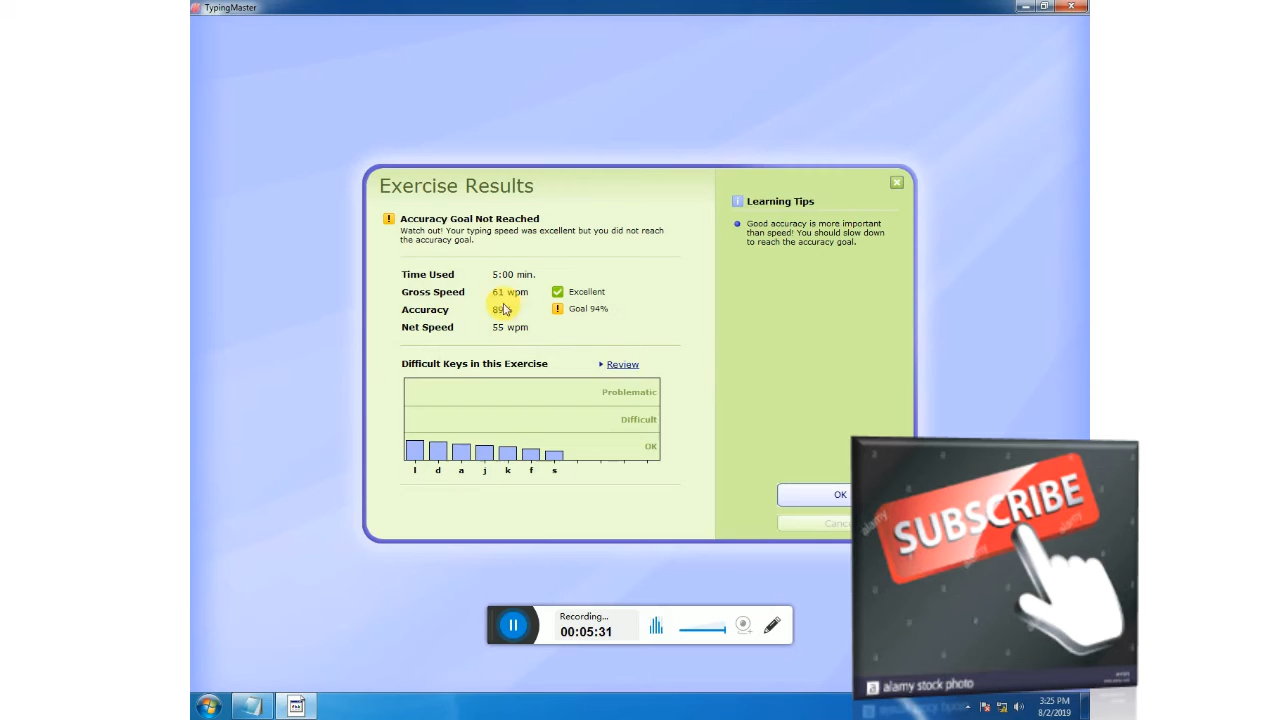 TypingMaster
Exercise Results
Accuracy Goal Not Reached
Watch out! Your typing speed was excellent but you did not reach
the accuracy goal.
Time Used 5:00 min.
Gross Speed 61 wpm Excellent
Accuracy 89 Goal 94%
Net Speed 55 wpm
Difficult Keys in this Exercise Review
Problematic
Difficult
OK
l d a j k f s
Learning Tips
Good accuracy is more important
than speed! You should slow down
to reach the accuracy goal.
OK
SUBSCRIBE
alamy
a alamy stock photo
Recording...
00:05:31
3:25 PM
8/2/2019